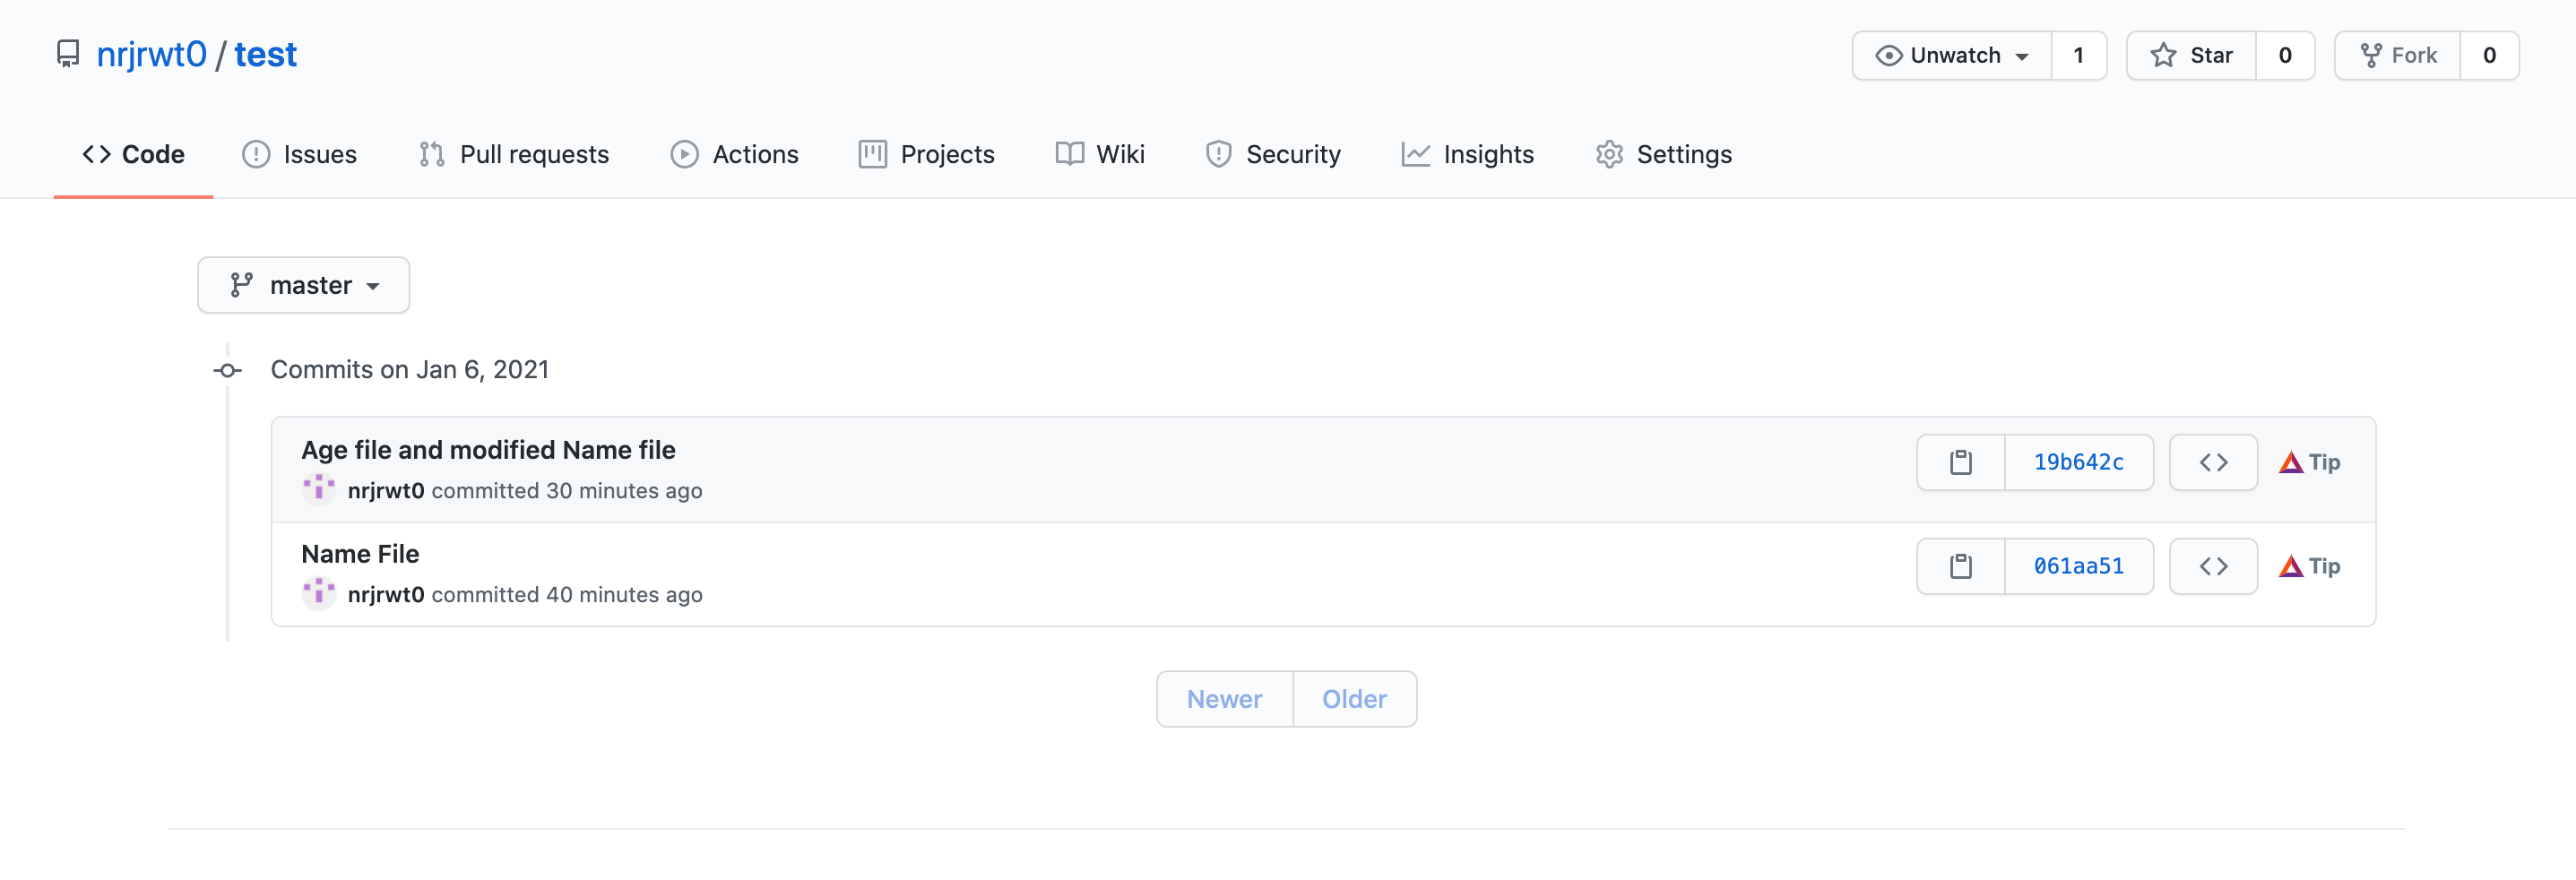 nrjrwt0 / test
Unwatch 1 Star 0 Fork 0
Code Issues Pull requests Actions Projects Wiki Security Insights Settings
master
Commits on Jan 6, 2021
Age file and modified Name file
nrjrwt0 committed 30 minutes ago
19b642c Tip
Name File
nrjrwt0 committed 40 minutes ago
061aa51 Tip
Newer Older